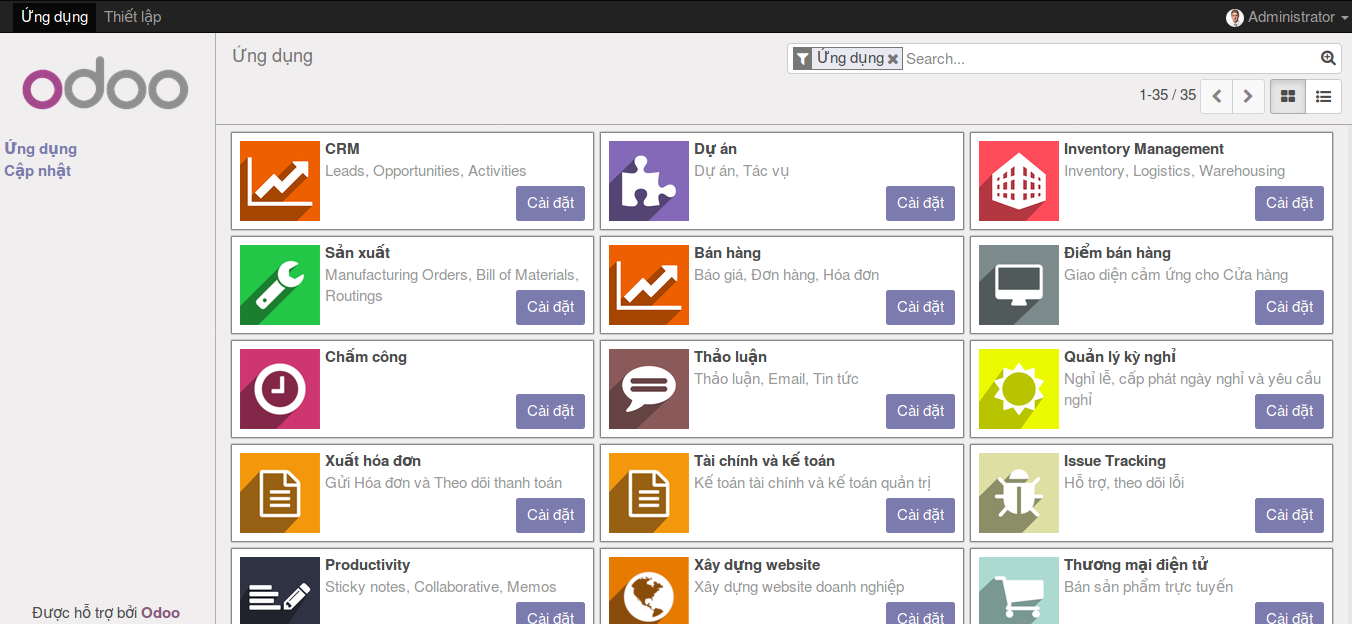 Ứng dụng Thiết lập Administrator
odoo
Ứng dụng
Ứng dụng Search...
1-35 / 35
Ứng dụng
Cập nhật
CRM
Leads, Opportunities, Activities
Cài đặt
Dự án
Dự án, Tác vụ
Cài đặt
Inventory Management
Inventory, Logistics, Warehousing
Cài đặt
Sản xuất
Manufacturing Orders, Bill of Materials,
Routings
Cài đặt
Bán hàng
Báo giá, Đơn hàng, Hóa đơn
Cài đặt
Điểm bán hàng
Giao diện cảm ứng cho Cửa hàng
Cài đặt
Chấm công
Cài đặt
Thảo luận
Thảo luận, Email, Tin tức
Cài đặt
Quản lý kỳ nghỉ
Nghỉ lễ, cấp phát ngày nghỉ và yêu cầu
nghỉ
Cài đặt
Xuất hóa đơn
Gửi Hóa đơn và Theo dõi thanh toán
Cài đặt
Tài chính và kế toán
Kế toán tài chính và kế toán quản trị
Cài đặt
Issue Tracking
Hỗ trợ, theo dõi lỗi
Cài đặt
Productivity
Sticky notes, Collaborative, Memos
Cài đặt
Xây dựng website
Xây dựng website doanh nghiệp
Cài đặt
Thương mại điện tử
Bán sản phẩm trực tuyến
Cài đặt
Được hỗ trợ bởi Odoo